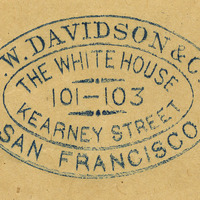 .W. DAVIDSON & C
THE WHITE HOUSE
101-103
KEARNEY STREET
SAN FRANCISCO